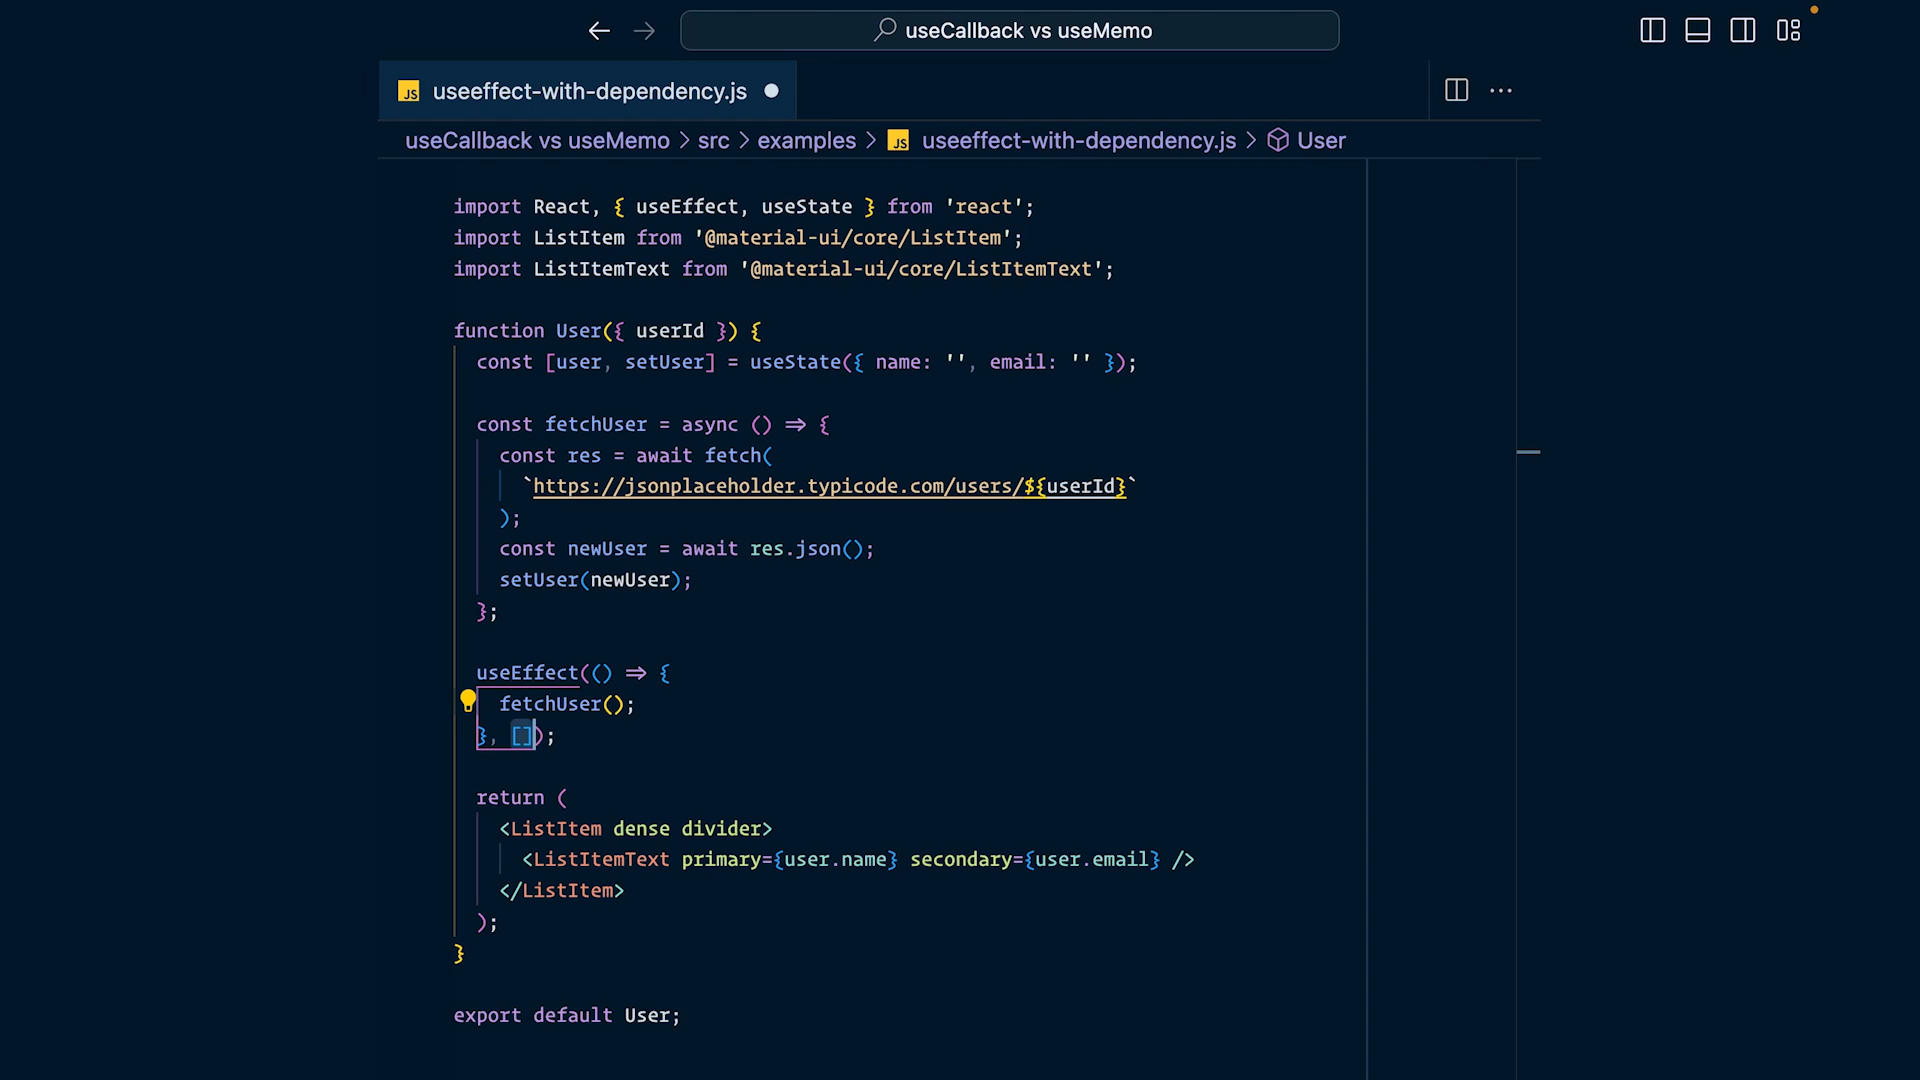 useCallback vs useMemo
JS useeffect-with-dependency.js
useCallback vs useMemo > src > examples > JS useeffect-with-dependency.js > User
import React, { useEffect, useState } from 'react';
import ListItem from '@material-ui/core/ListItem';
import ListItemText from '@material-ui/core/ListItemText';
function User({ userId }) {
const [user, setUser] = useState({ name: '', email: '' });
const fetchUser = async () => {
const res = await fetch(
`https://jsonplaceholder.typicode.com/users/${userId}`
);
const newUser = await res.json();
setUser(newUser);
};
useEffect(() => {
fetchUser();
}, []);
return (
<ListItem dense divider>
<ListItemText primary={user.name} secondary={user.email} />
</ListItem>
);
}
export default User;